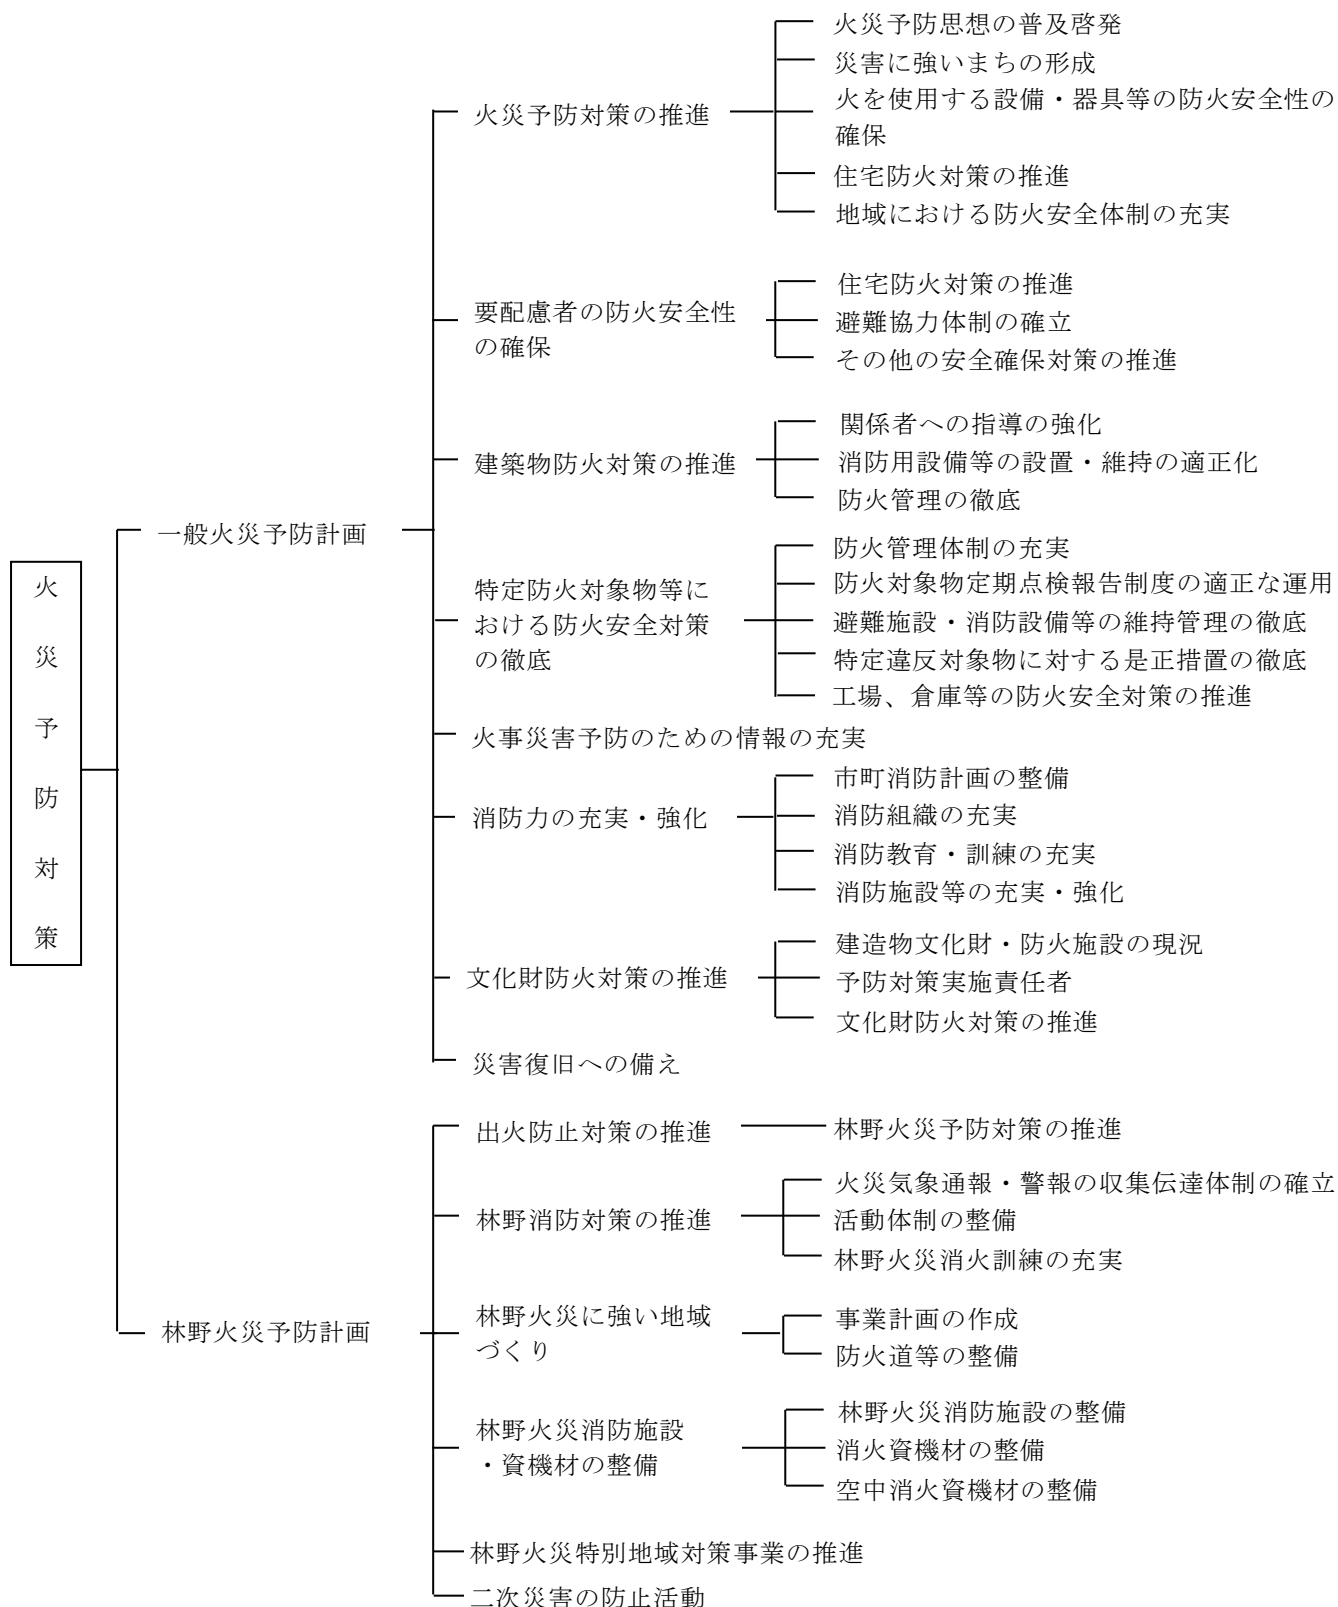 火災予防対策
一般火災予防計画
火災予防対策の推進
火災予防思想の普及啓発
災害に強いまちの形成
火を使用する設備・器具等の防火安全性の
確保
住宅防火対策の推進
地域における防火安全体制の充実
要配慮者の防火安全性
の確保
住宅防火対策の推進
避難協力体制の確立
その他の安全確保対策の推進
建築物防火対策の推進
関係者への指導の強化
消防用設備等の設置・維持の適正化
防火管理の徹底
特定防火対象物等に
おける防火安全対策
の徹底
防火管理体制の充実
防火対象物定期点検報告制度の適正な運用
避難施設・消防設備等の維持管理の徹底
特定違反対象物に対する是正措置の徹底
工場、倉庫等の防火安全対策の推進
火事災害予防のための情報の充実
消防力の充実・強化
市町消防計画の整備
消防組織の充実
消防教育・訓練の充実
消防施設等の充実・強化
文化財防火対策の推進
建造物文化財・防火施設の現況
予防対策実施責任者
文化財防火対策の推進
災害復旧への備え
林野火災予防計画
出火防止対策の推進
林野火災予防対策の推進
林野消防対策の推進
火災気象通報・警報の収集伝達体制の確立
活動体制の整備
林野火災消火訓練の充実
林野火災に強い地域
づくり
事業計画の作成
防火道等の整備
林野火災消防施設
・資機材の整備
林野火災消防施設の整備
消火資機材の整備
空中消火資機材の整備
林野火災特別地域対策事業の推進
二次災害の防止活動